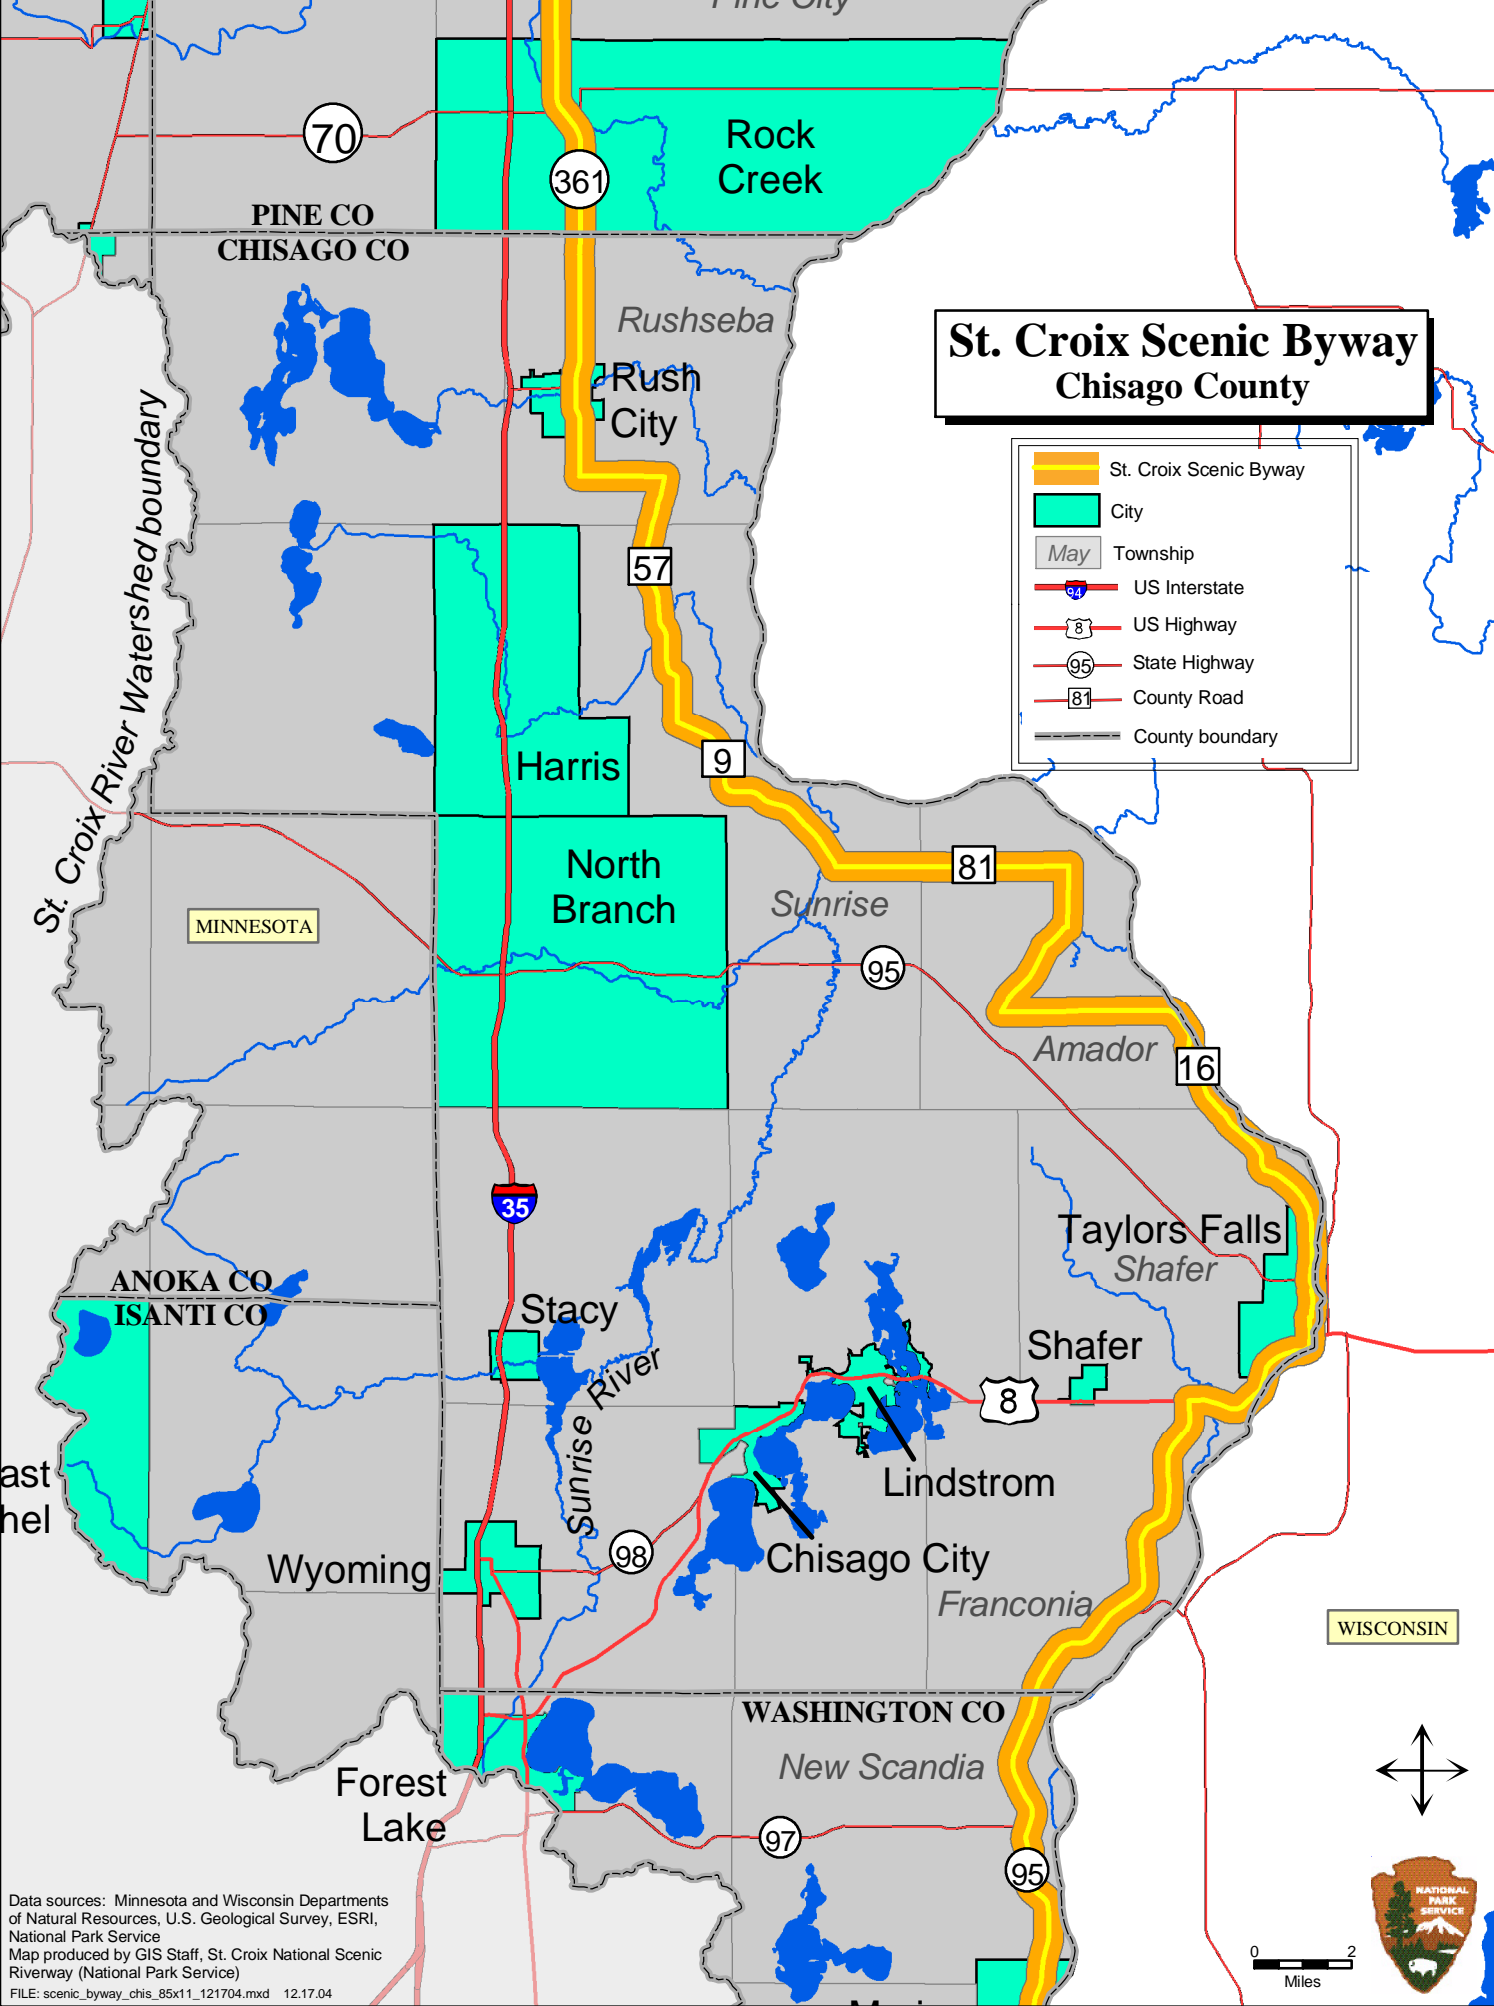 Pine City
70
Rock
Creek
361
PINE CO
CHISAGO CO
Rushseba
St. Croix Scenic Byway
Chisago County
Rush
City
St. Croix Scenic Byway
City
May Township
94 US Interstate
8 US Highway
95 State Highway
81 County Road
County boundary
St. Croix River Watershed boundary
57
9
Harris
81
North
Branch
Sunrise
MINNESOTA
95
Amador
16
35
Taylors Falls
Shafer
ANOKA CO
ISANTI CO
Stacy
Shafer
Sunrise River
8
ast
hel
Lindstrom
98
Chisago City
Wyoming
Franconia
WISCONSIN
WASHINGTON CO
New Scandia
Forest
Lake
97
95
NATIONAL
PARK
SERVICE
Data sources: Minnesota and Wisconsin Departments
of Natural Resources, U.S. Geological Survey, ESRI,
National Park Service
Map produced by GIS Staff, St. Croix National Scenic
Riverway (National Park Service)
FILE: scenic_byway_chis_85x11_121704.mxd 12.17.04
0 2
Miles